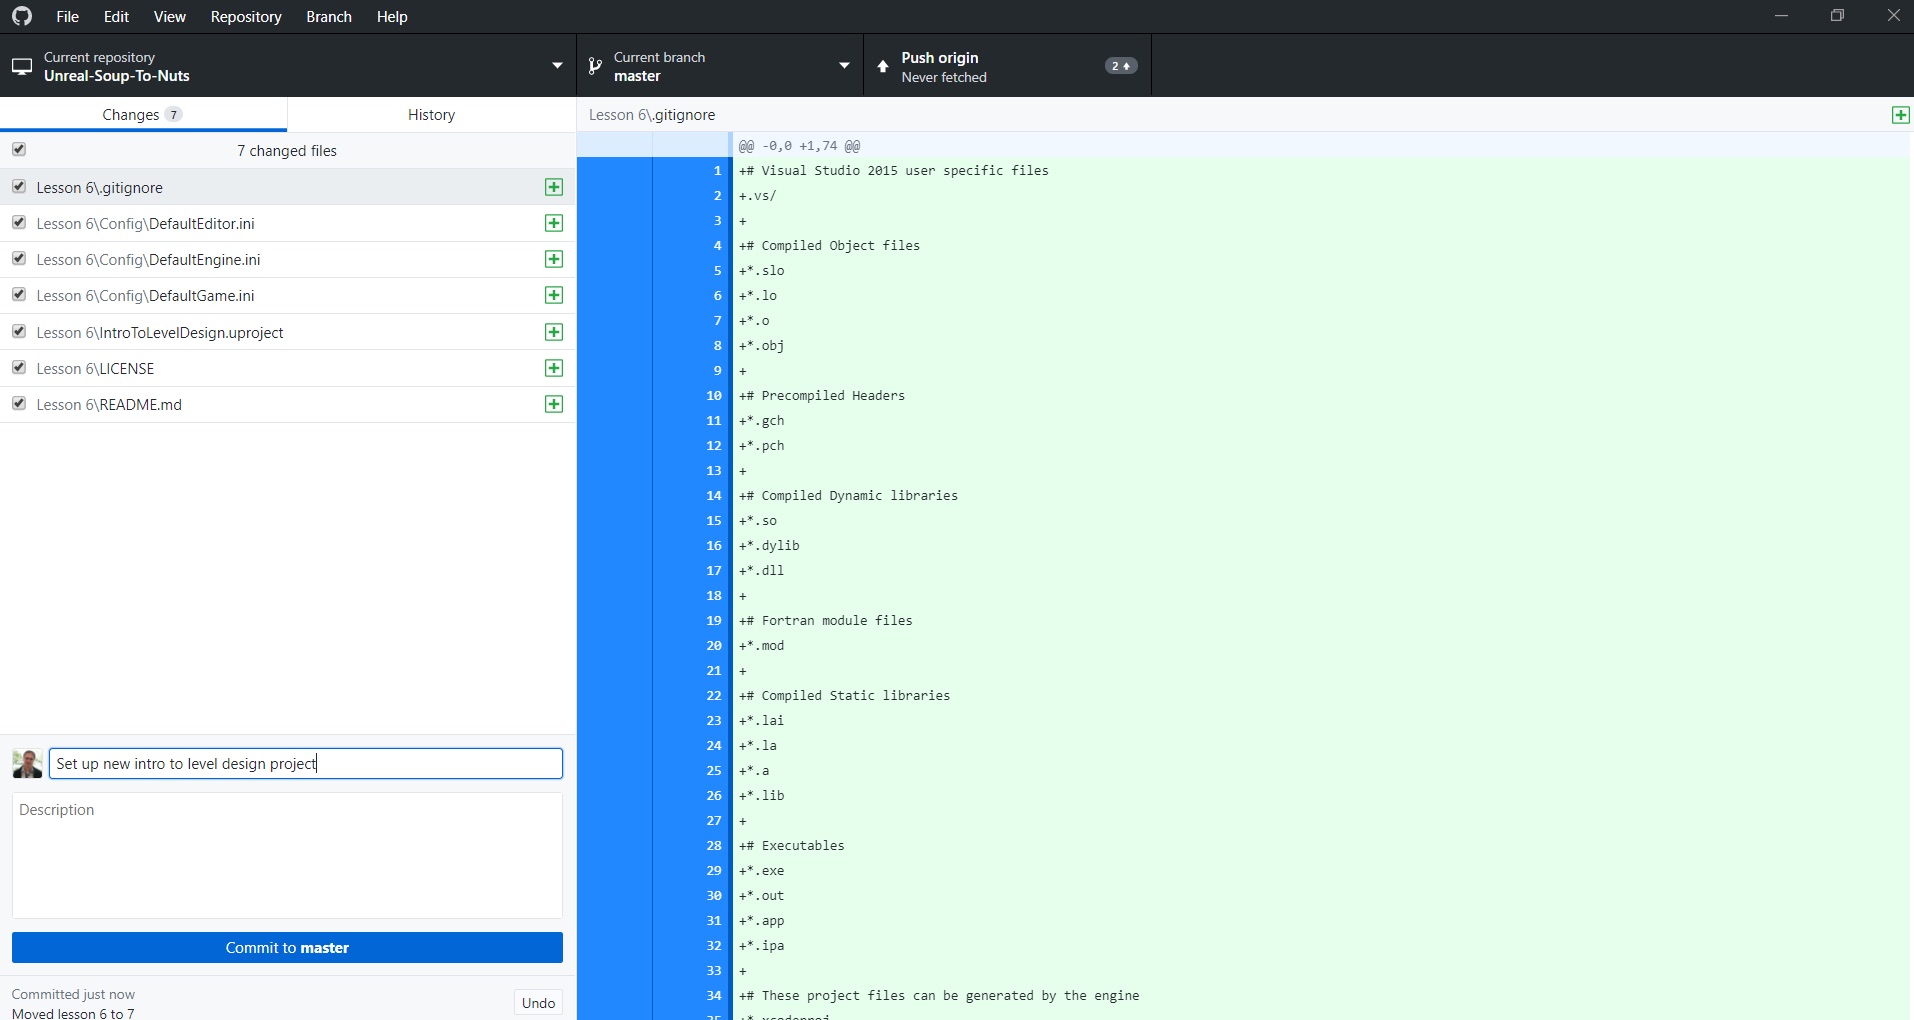 File Edit View Repository Branch Help
Current repository
Unreal-Soup-To-Nuts
Current branch
master
Push origin
Never fetched
2
Changes 7
History
7 changed files
Lesson 6\.gitignore
Lesson 6\Config\DefaultEditor.ini
Lesson 6\Config\DefaultEngine.ini
Lesson 6\Config\DefaultGame.ini
Lesson 6\IntroToLevelDesign.uproject
Lesson 6\LICENSE
Lesson 6\README.md
Set up new intro to level design project
Description
Commit to master
Committed just now
Moved lesson 6 to 7
Undo
Lesson 6\.gitignore
@@ -0,0 +1,74 @@
1 +# Visual Studio 2015 user specific files
2 +.vs/
3 +
4 +# Compiled Object files
5 +*.slo
6 +*.lo
7 +*.o
8 +*.obj
9 +
10 +# Precompiled Headers
11 +*.gch
12 +*.pch
13 +
14 +# Compiled Dynamic libraries
15 +*.so
16 +*.dylib
17 +*.dll
18 +
19 +# Fortran module files
20 +*.mod
21 +
22 +# Compiled Static libraries
23 +*.lai
24 +*.la
25 +*.a
26 +*.lib
27 +
28 +# Executables
29 +*.exe
30 +*.out
31 +*.app
32 +*.ipa
33 +
34 +# These project files can be generated by the engine